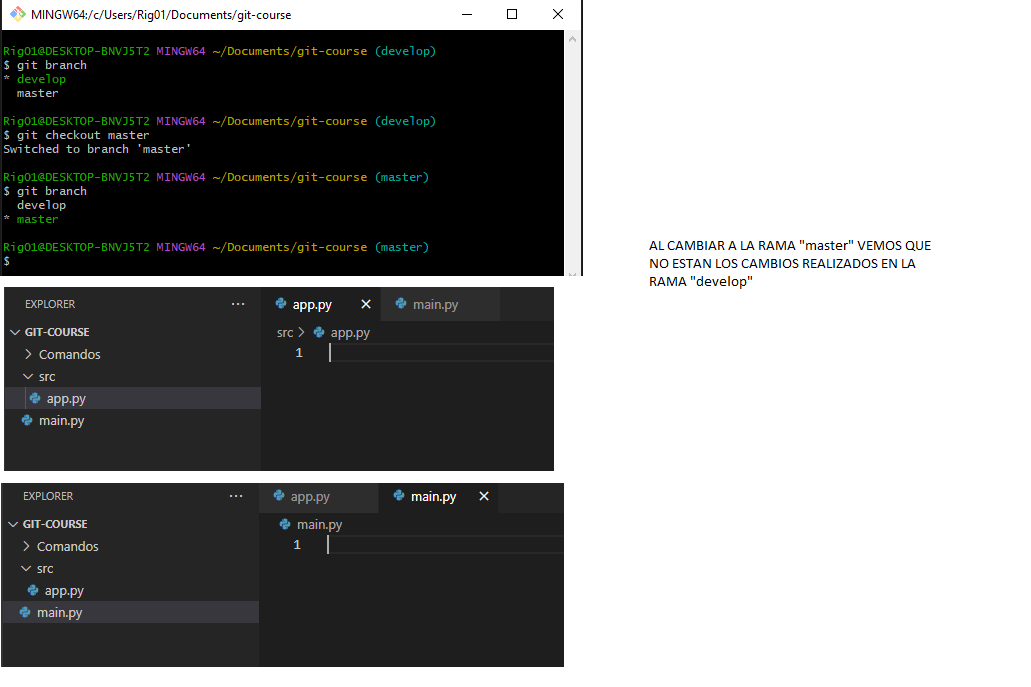 MINGW64:/c/Users/Rig01/Documents/git-course
Rig01@DESKTOP-BNVJ5T2 MINGW64 ~/Documents/git-course (develop)
$ git branch
* develop
master
Rig01@DESKTOP-BNVJ5T2 MINGW64 ~/Documents/git-course (develop)
$ git checkout master
Switched to branch 'master'
Rig01@DESKTOP-BNVJ5T2 MINGW64 ~/Documents/git-course (master)
$ git branch
develop
* master
Rig01@DESKTOP-BNVJ5T2 MINGW64 ~/Documents/git-course (master)
$
AL CAMBIAR A LA RAMA "master" VEMOS QUE
NO ESTAN LOS CAMBIOS REALIZADOS EN LA
RAMA "develop"
EXPLORER
GIT-COURSE
Comandos
src
app.py
main.py
app.py
main.py
src > app.py
1
EXPLORER
GIT-COURSE
Comandos
src
app.py
main.py
app.py
main.py
main.py
1